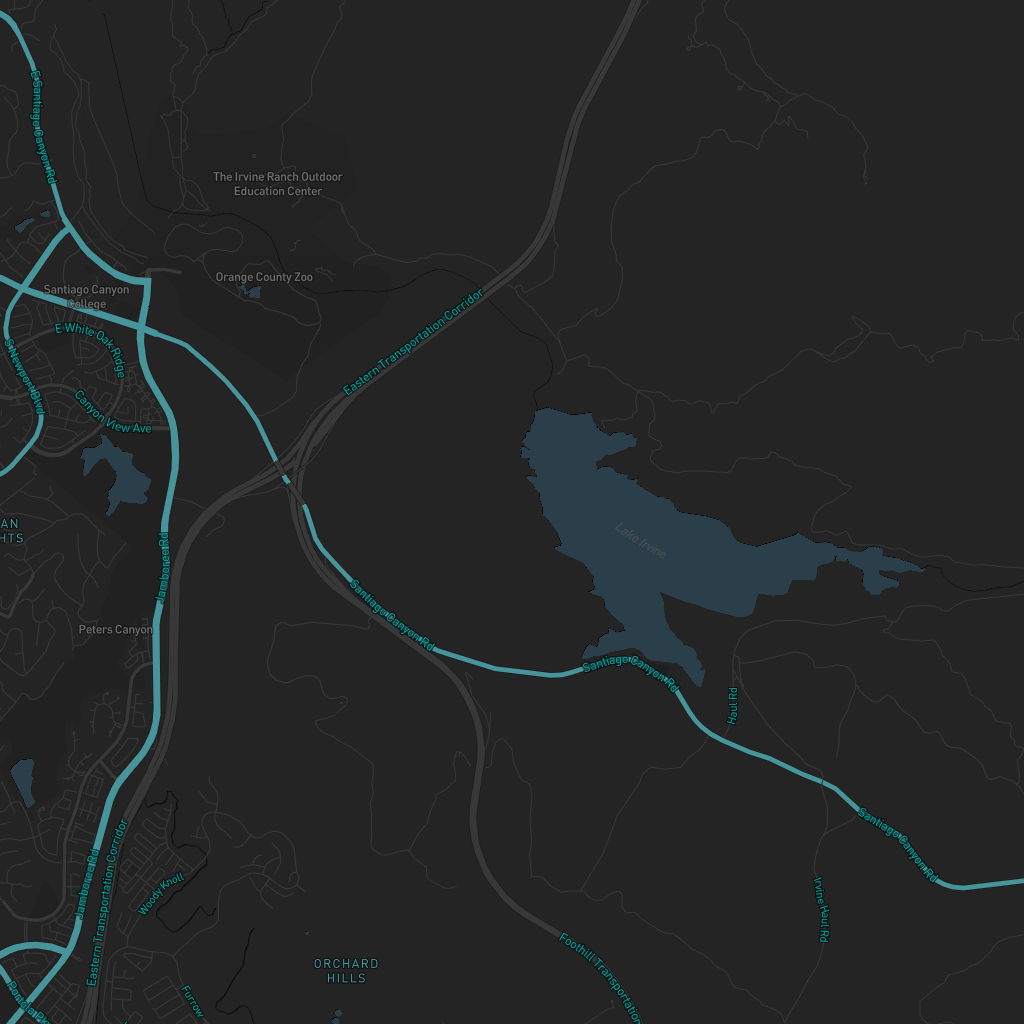 E Santiago Canyon Rd
The Irvine Ranch Outdoor
Education Center
Orange County Zoo
Santiago Canyon
College
Eastern Transportation Corridor
E White Oak Ridge
S Newport Blvd
Canyon View Ave
AN
HTS
Lake Irvine
Jamboree Rd
Santiago Canyon Rd
Peters Canyon
Santiago Canyon Rd
Haul Rd
Santiago Canyon Rd
Jamboree Rd
Eastern Transportation Corridor
Woody Knoll
Irvine Haul Rd
Foothill Transportation
ORCHARD
HILLS
Portola Pk
Furrow